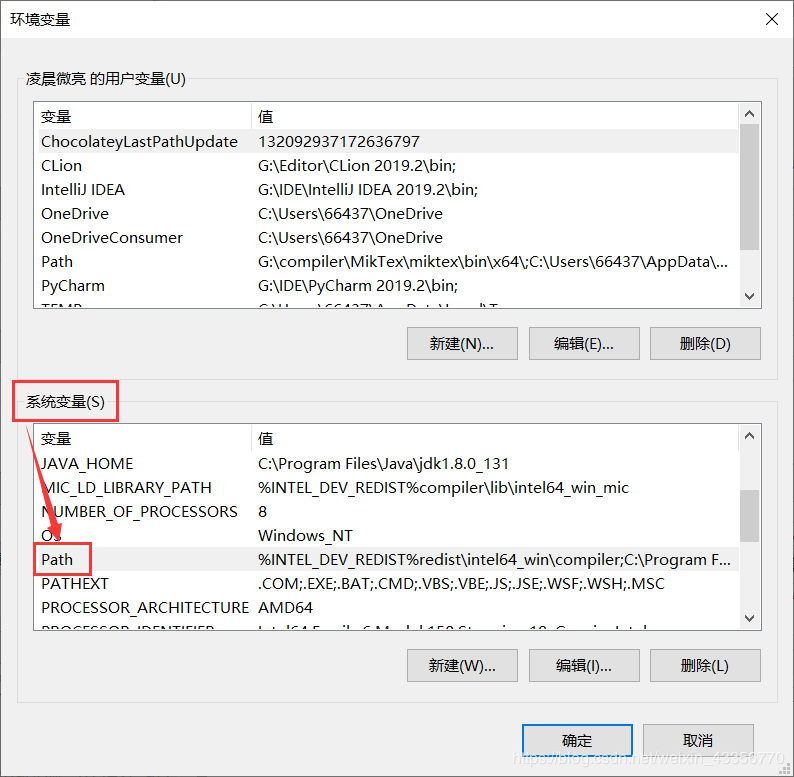 环境变量
凌晨微亮 的用户变量(U)
变量 值
ChocolateyLastPathUpdate 132092937172636797
CLion G:\Editor\CLion 2019.2\bin;
IntelliJ IDEA G:\IDE\IntelliJ IDEA 2019.2\bin;
OneDrive C:\Users\66437\OneDrive
OneDriveConsumer C:\Users\66437\OneDrive
Path G:\compiler\MikTex\miktex\bin\x64\;C:\Users\66437\AppData\...
PyCharm G:\IDE\PyCharm 2019.2\bin;
新建(N)... 编辑(E)... 删除(D)
系统变量(S)
变量 值
JAVA_HOME C:\Program Files\Java\jdk1.8.0_131
MIC_LD_LIBRARY_PATH %INTEL_DEV_REDIST%compiler\lib\intel64_win_mic
NUMBER_OF_PROCESSORS 8
OS Windows_NT
Path %INTEL_DEV_REDIST%redist\intel64_win\compiler;C:\Program F...
PATHEXT .COM;.EXE;.BAT;.CMD;.VBS;.VBE;.JS;.JSE;.WSF;.WSH;.MSC
PROCESSOR_ARCHITECTURE AMD64
新建(W)... 编辑(I)... 删除(L)
确定 取消
https://blog.csdn.net/weixin_43356770